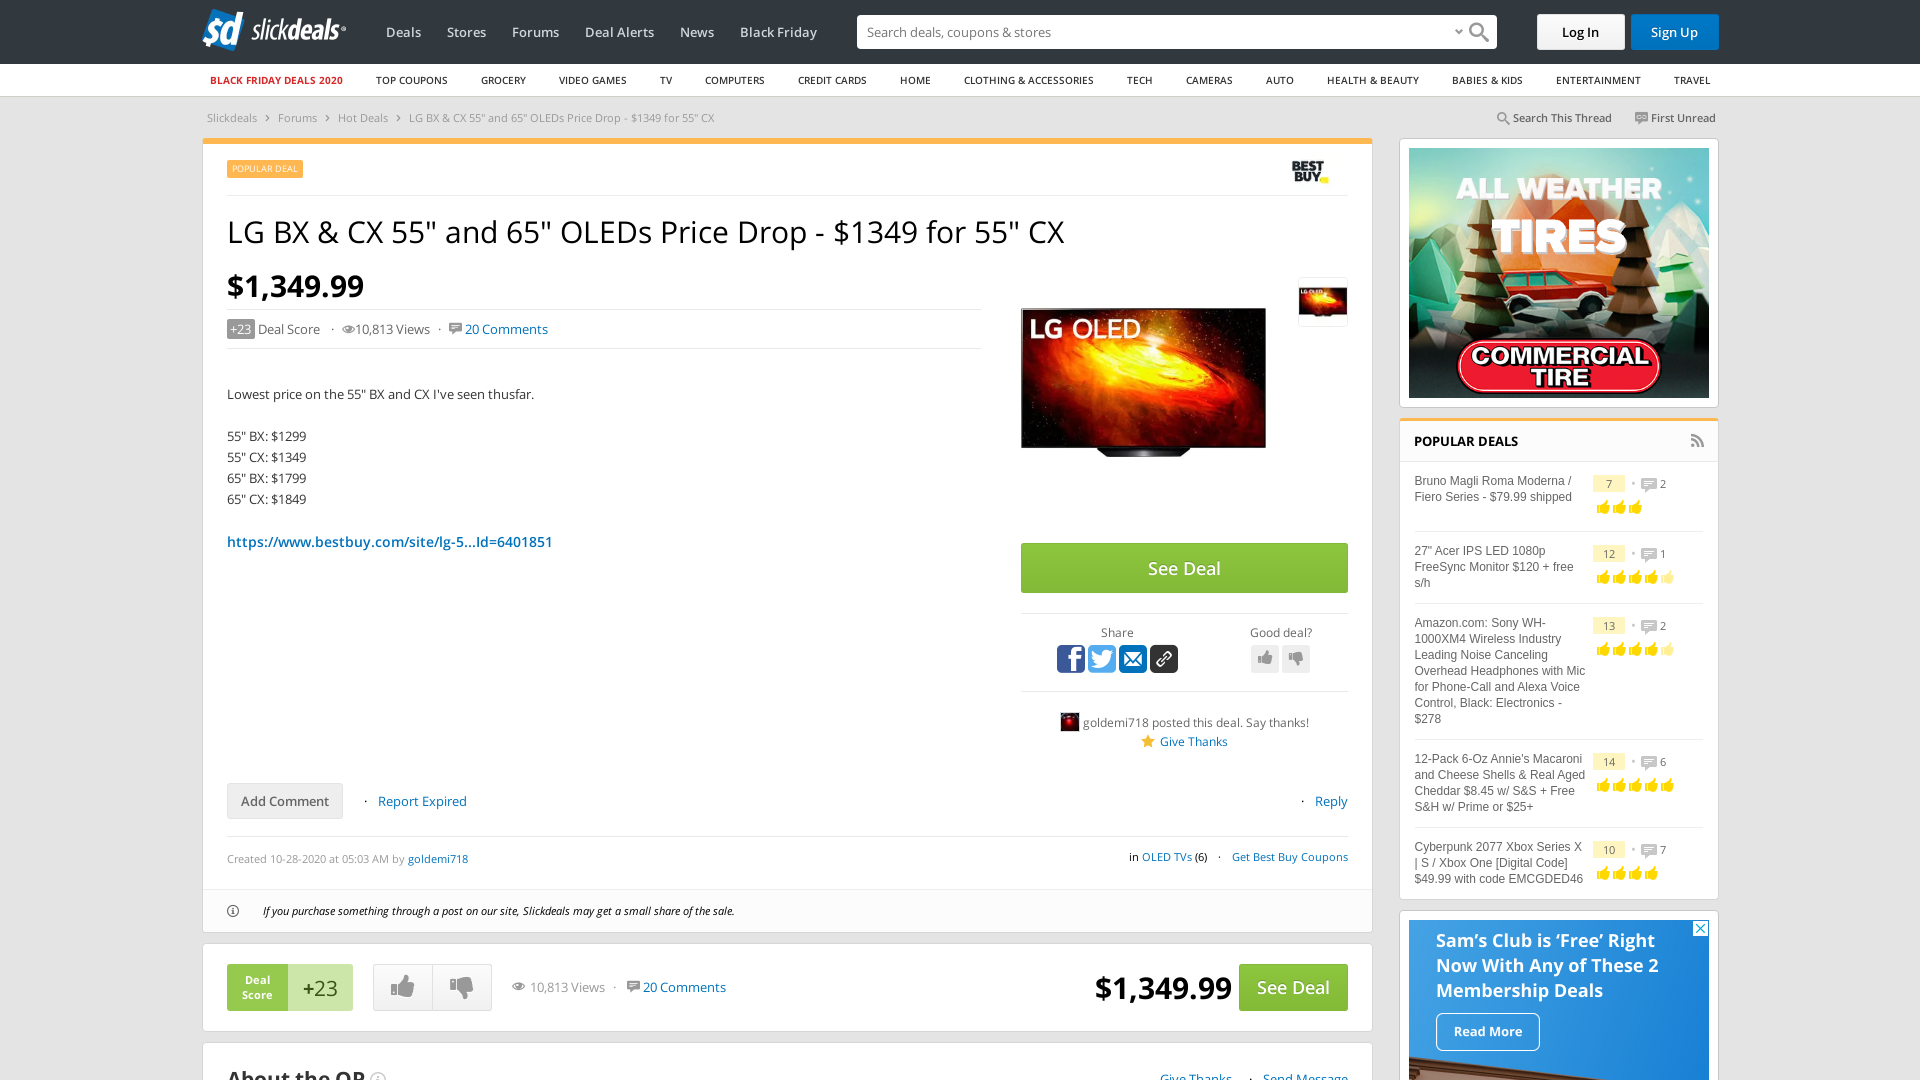 sd slickdeals
Deals Stores Forums Deal Alerts News Black Friday
Search deals, coupons & shops
Log In Sign Up
BLACK FRIDAY DEALS 2020 TOP COUPONS GROCERY VIDEO GAMES TV COMPUTERS CREDIT CARDS HOME CLOTHING & ACCESSORIES TECH CAMERAS AUTO HEALTH & BEAUTY BABIES & KIDS ENTERTAINMENT TRAVEL
Slickdeals > Forums > Hot Deals > LG BX & CX 55" and 65" OLEDs Price Drop - $1349 for 55" CX
Search This Thread First Unread
POPULAR DEAL
BEST BUY
LG BX & CX 55" and 65" OLEDs Price Drop - $1349 for 55" CX
$1,349.99
+23 Deal Score · 10,813 Views · 20 Comments
LG OLED
LG OLED
Lowest price on the 55" BX and CX I've seen thusfar.
55" BX: $1299
55" CX: $1349
65" BX: $1799
65" CX: $1849
https://www.bestbuy.com/site/lg-5...Id=6401851
See Deal
Share
Good deal?
goldemi718 posted this deal. Say thanks!
Give Thanks
Add Comment · Report Expired
· Reply
Created 10-28-2020 at 05:03 AM by goldemi718
in OLED TVs (6) · Get Best Buy Coupons
If you purchase something through a post on our site, Slickdeals may get a small share of the sale.
Deal Score +23
10,813 Views · 20 Comments
$1,349.99 See Deal
About the OP
Give Thanks · Send Message
ALL WEATHER
TIRES
COMMERCIAL
TIRE
POPULAR DEALS
Bruno Magli Roma Moderna /
Fiero Series - $79.99 shipped
7 · 2
27" Acer IPS LED 1080p
FreeSync Monitor $120 + free
s/h
12 · 1
Amazon.com: Sony WH-
1000XM4 Wireless Industry
Leading Noise Canceling
Overhead Headphones with Mic
for Phone-Call and Alexa Voice
Control, Black: Electronics -
$278
13 · 2
12-Pack 6-Oz Annie's Macaroni
and Cheese Shells & Real Aged
Cheddar $8.45 w/ S&S + Free
S&H w/ Prime or $25+
14 · 6
Cyberpunk 2077 Xbox Series X
| S / Xbox One [Digital Code]
$49.99 with code EMCGDED46
10 · 7
Sam's Club is 'Free' Right
Now With Any of These 2
Membership Deals
Read More